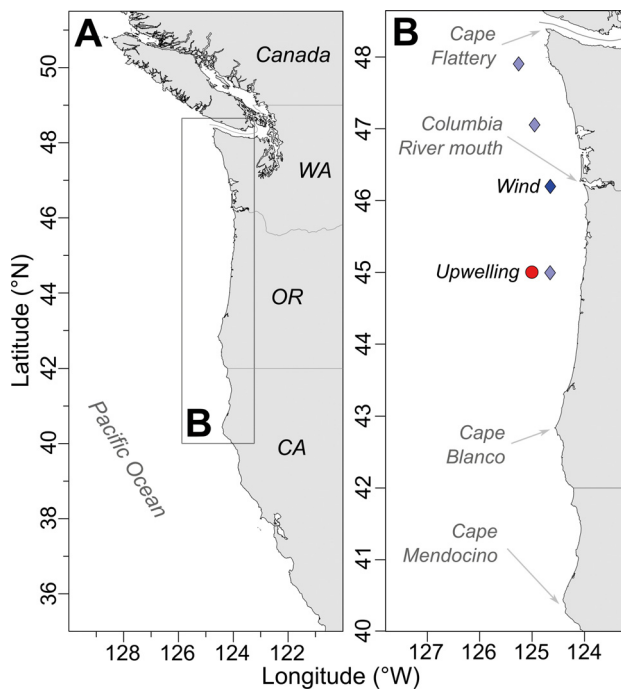 A
Canada
WA
OR
CA
B
Pacific Ocean
Latitude (°N)
50
48
46
44
42
40
38
36
128
126
124
122
B
Cape
Flattery
Columbia
River mouth
Wind
Upwelling
Cape
Blanco
Cape
Mendocino
48
47
46
45
44
43
42
41
40
127
126
125
124
Longitude (°W)